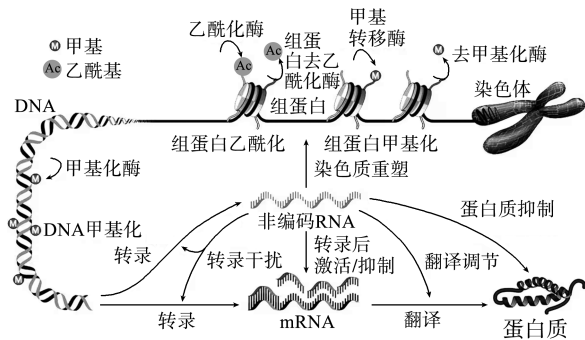 M 甲基
Ac 乙酰基
乙酰化酶
Ac
Ac
组蛋
白去乙
酰化酶
甲基
转移酶
M
M
去甲基化酶
DNA
组蛋白
染色体
组蛋白乙酰化
组蛋白甲基化
甲基化酶
M
染色质重塑
M
M
DNA甲基化
非编码RNA
蛋白质抑制
转录
转录干扰
转录后
激活/抑制
翻译调节
M
转录
mRNA
翻译
蛋白质